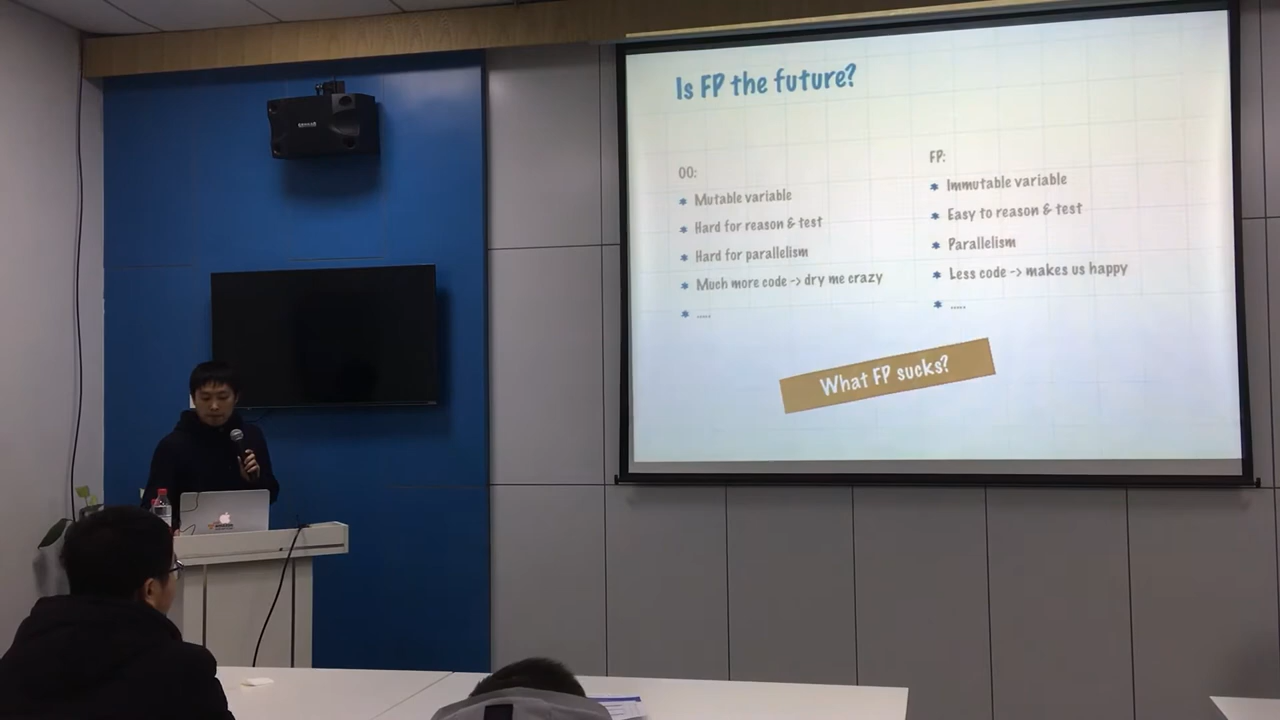 Is FP the future?
OO:
Mutable variable
Hard for reason & test
Hard for parallelism
Much more code -> dry me crazy
.....
FP:
Immutable variable
Easy to reason & test
Parallelism
Less code -> makes us happy
.....
What FP sucks?